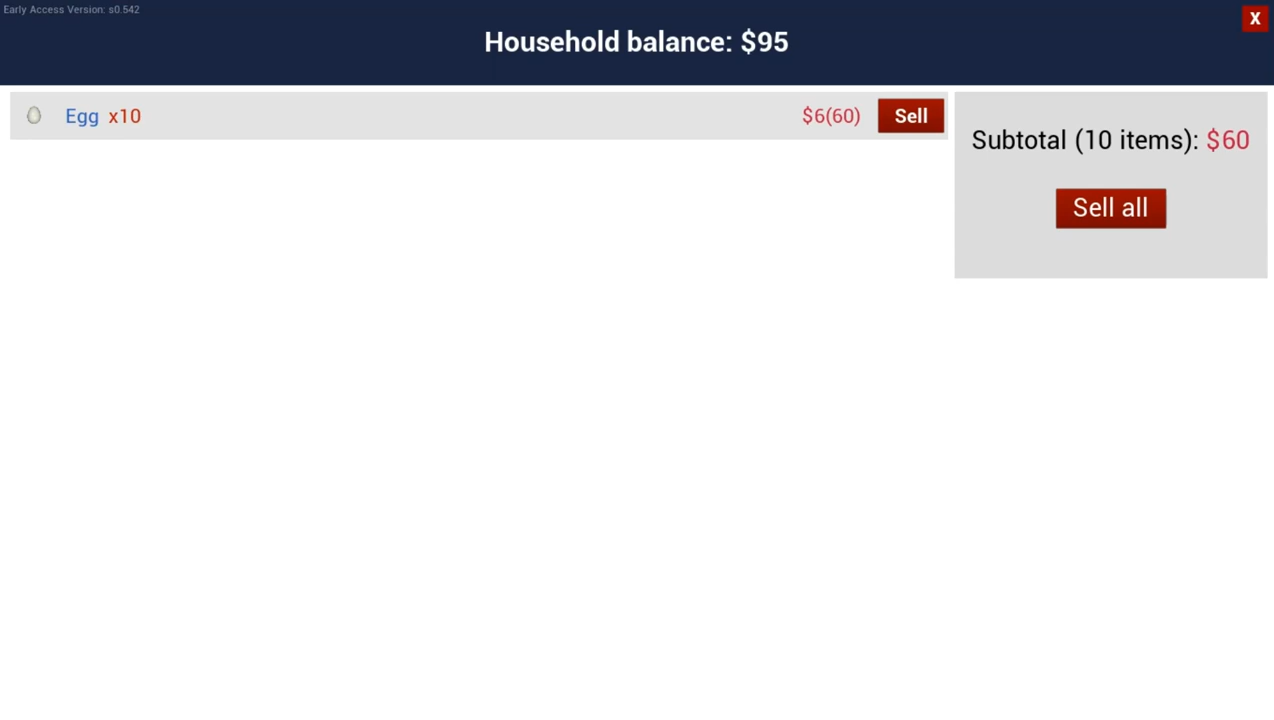 Early Access Version: s0.542
X
Household balance: $95
Egg x10 $6(60) Sell
Subtotal (10 items): $60
Sell all